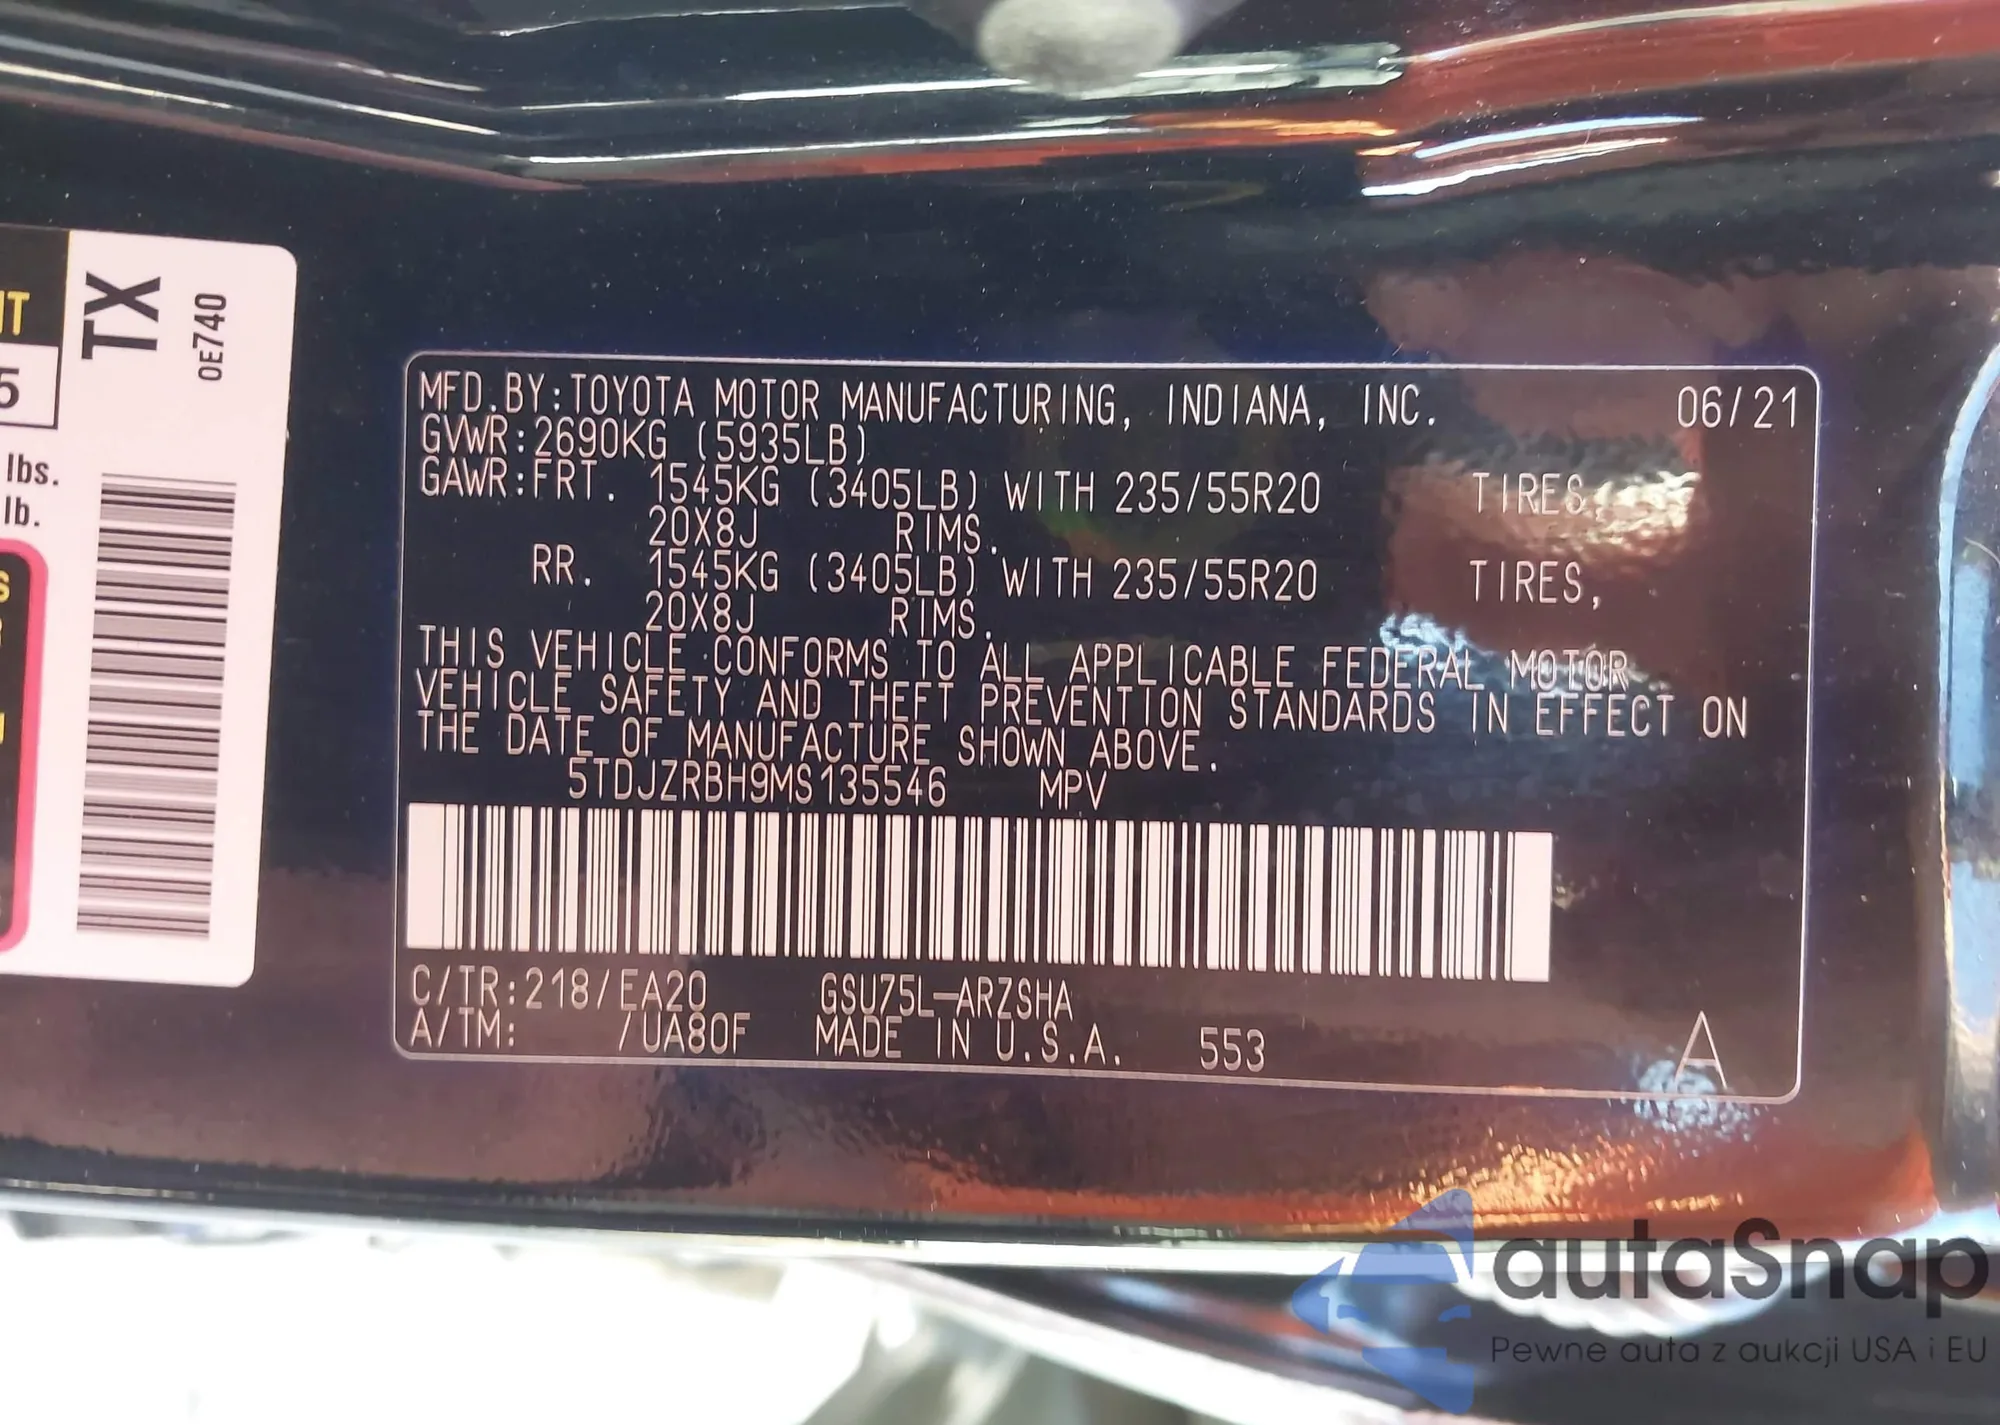 MFD.BY:TOYOTA MOTOR MANUFACTURING, INDIANA, INC. 06/21
GVWR:2690KG (5935LB)
GAWR:FRT. 1545KG (3405LB) WITH 235/55R20 TIRES,
20X8J RIMS.
RR. 1545KG (3405LB) WITH 235/55R20 TIRES,
20X8J RIMS.
THIS VEHICLE CONFORMS TO ALL APPLICABLE FEDERAL MOTOR
VEHICLE SAFETY AND THEFT PREVENTION STANDARDS IN EFFECT ON
THE DATE OF MANUFACTURE SHOWN ABOVE.
5TDJZRBH9MS135546 MPV
C/TR:218/EA20 GSU75L-ARZSHA
A/TM: /UA80F MADE IN U.S.A. 553 A
TX
0E740
5
lbs.
lb.
autaSnap
Pewne auta z aukcji USA i EU